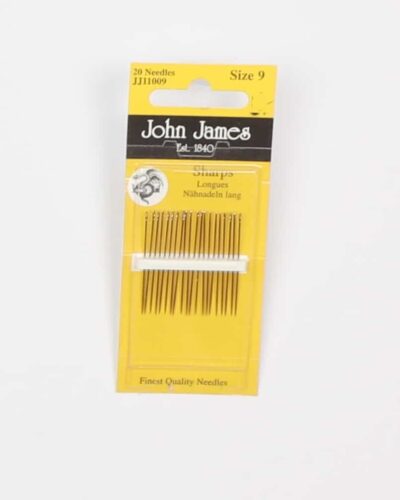 20 Needles
JJ11009
Size 9
John James
Est. 1840
Sharps
Longues
Nähnadeln lang
Finest Quality Needles